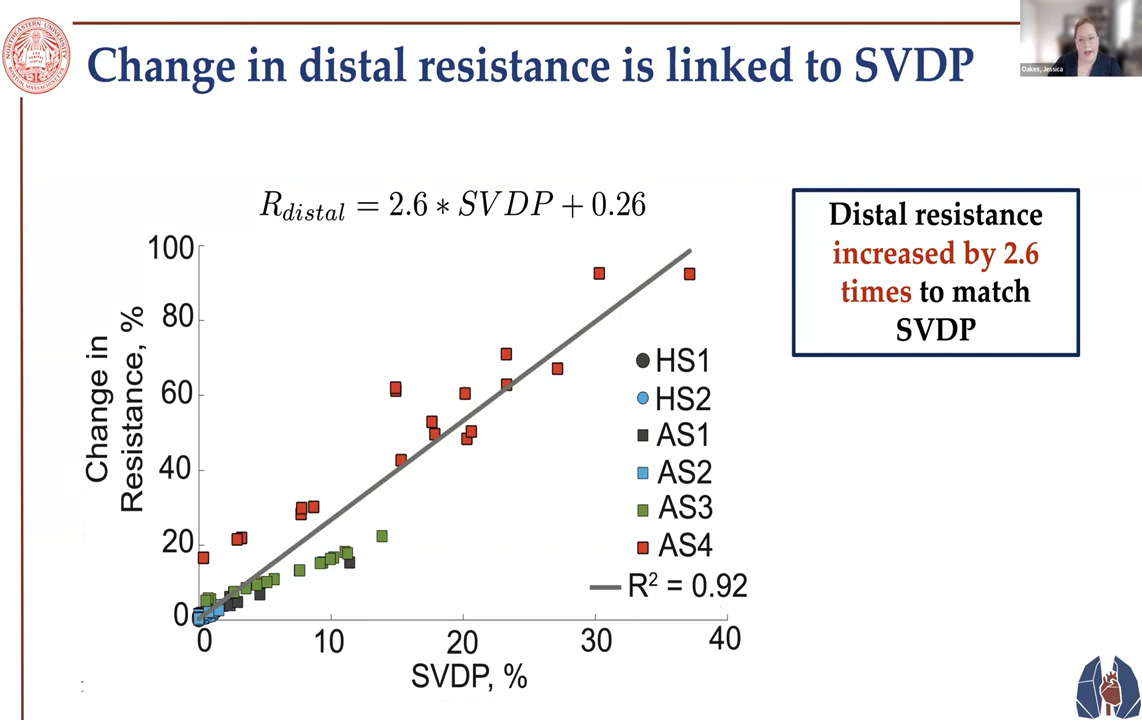 Change in distal resistance is linked to SVDP
Oakes, Jessica
NORTHEASTERN UNIVERSITY
R_distal = 2.6 * SVDP + 0.26
Distal resistance
increased by 2.6
times to match
SVDP
Change in
Resistance, %
100
80
60
40
20
0
0 10 20 30 40
SVDP, %
HS1
HS2
AS1
AS2
AS3
AS4
R² = 0.92